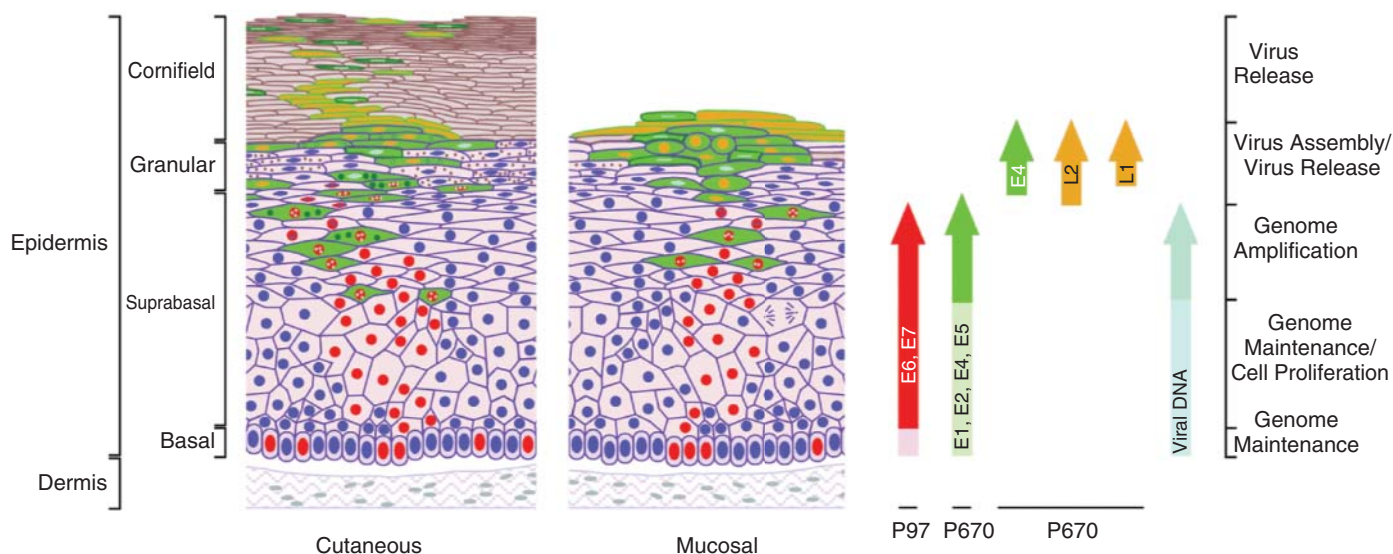 Epidermis
Dermis
Cornifield
Granular
Suprabasal
Basal
Cutaneous
Mucosal
E6, E7
E1, E2, E4, E5
E4
L2
L1
Viral DNA
P97
P670
P670
Virus
Release
Virus Assembly/
Virus Release
Genome
Amplification
Genome
Maintenance/
Cell Proliferation
Genome
Maintenance